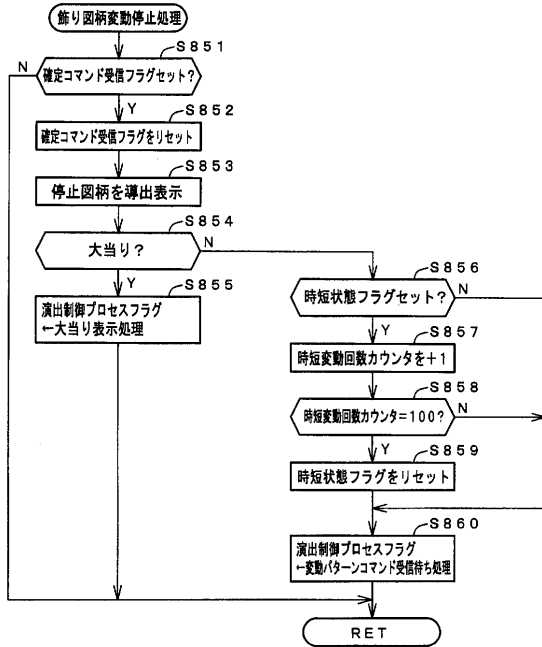 飾り図柄変動停止処理
S851
確定コマンド受信フラグセット?
N
Y
S852
確定コマンド受信フラグをリセット
S853
停止図柄を導出表示
S854
大当り?
N
Y
S855
演出制御プロセスフラグ
←大当り表示処理
S856
時短状態フラグセット?
N
Y
S857
時短変動回数カウンタを+1
S858
時短変動回数カウンタ=100?
N
Y
S859
時短状態フラグをリセット
S860
演出制御プロセスフラグ
←変動パターンコマンド受信待ち処理
RET